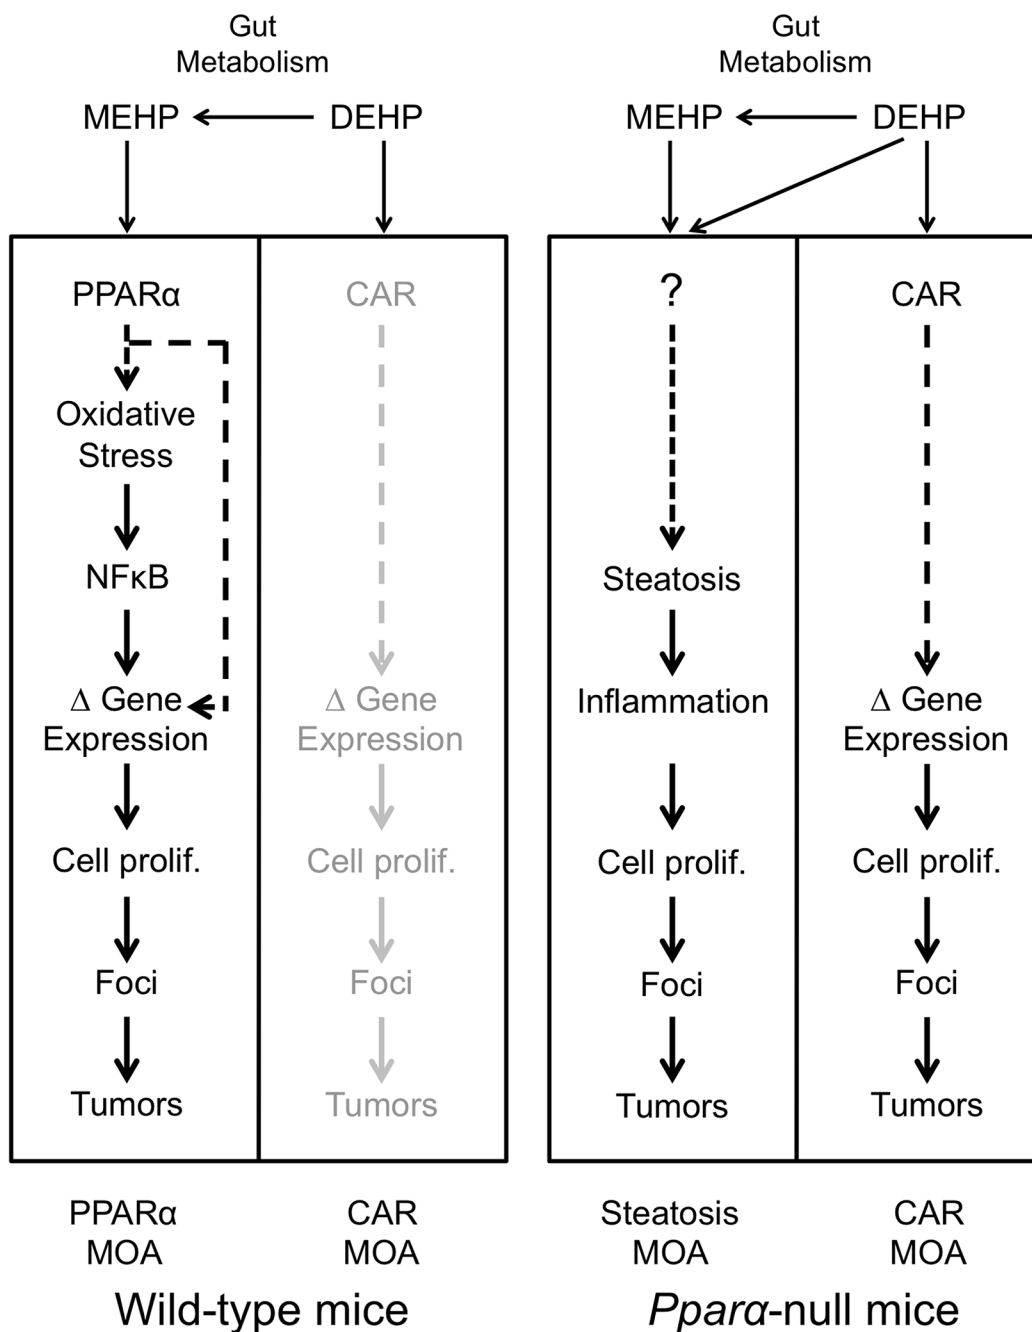 Gut
Metabolism
MEHP
DEHP
PPARα
Oxidative
Stress
NFκB
Δ Gene
Expression
Cell prolif.
Foci
Tumors
CAR
Δ Gene
Expression
Cell prolif.
Foci
Tumors
PPARα
MOA
CAR
MOA
Wild-type mice
Gut
Metabolism
MEHP
DEHP
?
Steatosis
Inflammation
Cell prolif.
Foci
Tumors
CAR
Δ Gene
Expression
Cell prolif.
Foci
Tumors
Steatosis
MOA
CAR
MOA
Pparα-null mice